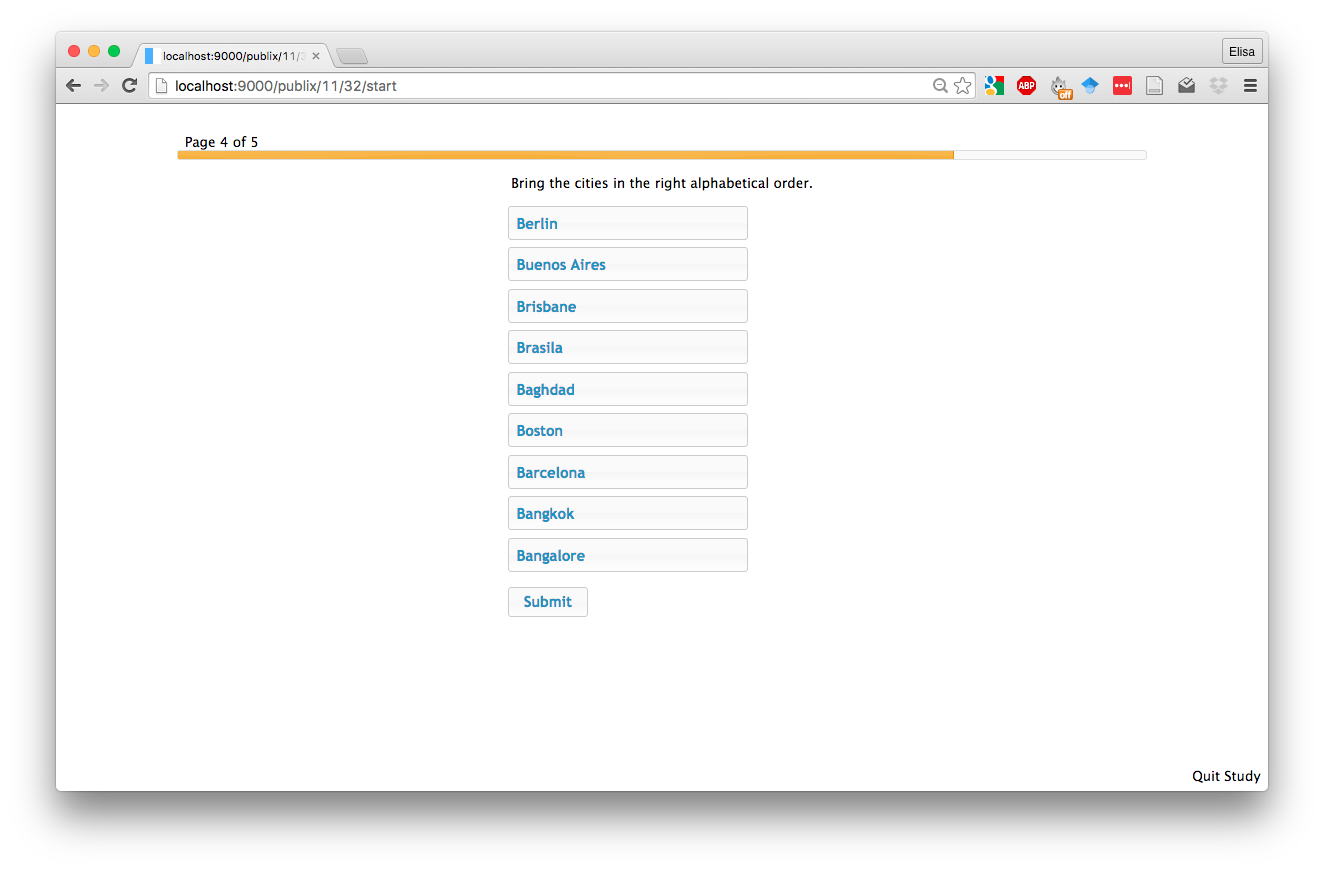 localhost:9000/publix/11/3
Elisa
localhost:9000/publix/11/32/start
ABP
Off
Page 4 of 5
Bring the cities in the right alphabetical order.
Berlin
Buenos Aires
Brisbane
Brasila
Baghdad
Boston
Barcelona
Bangkok
Bangalore
Submit
Quit Study